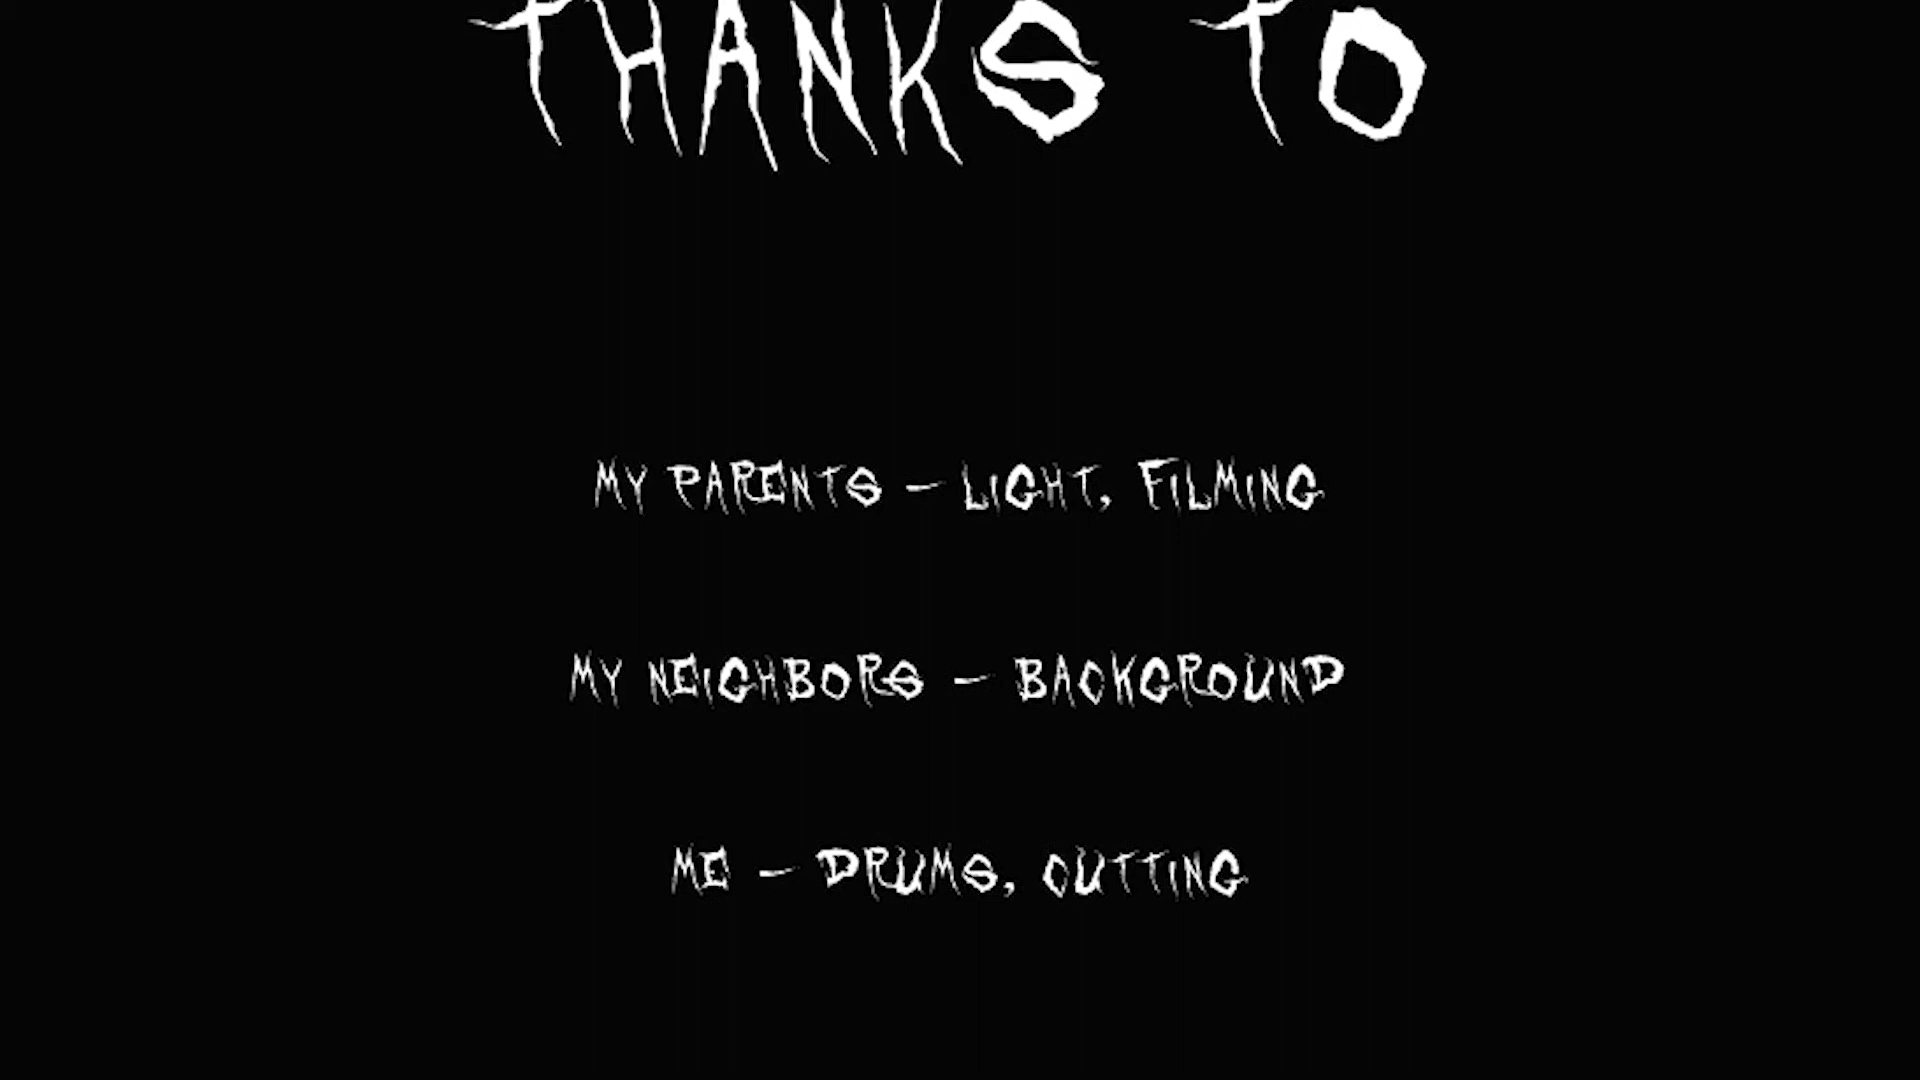 THANKS TO
MY PARENTS – LIGHT, FILMING
MY NEIGHBORS – BACKGROUND
ME – DRUMS, CUTTING